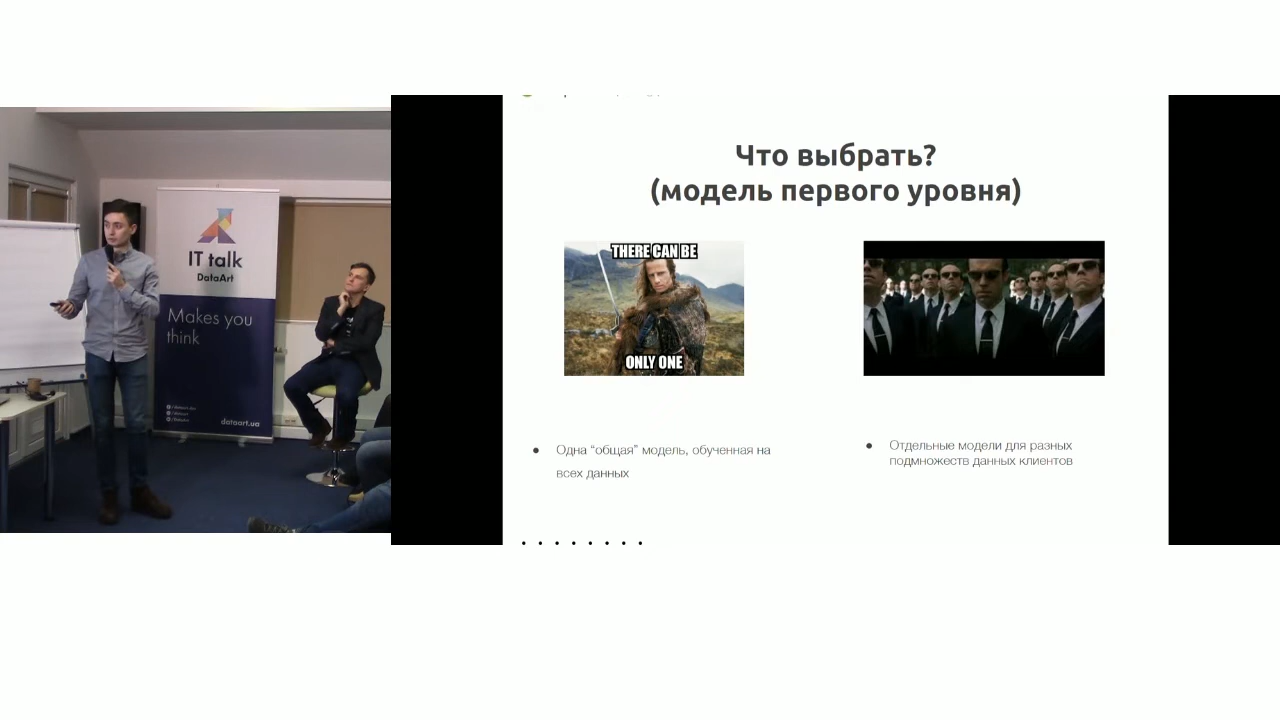 IT talk
DataArt
Makes you
think
dataart.ua
Что выбрать?
(модель первого уровня)
THERE CAN BE
ONLY ONE
● Одна “общая” модель, обученная на
всех данных
● Отдельные модели для разных
подмножеств данных клиентов